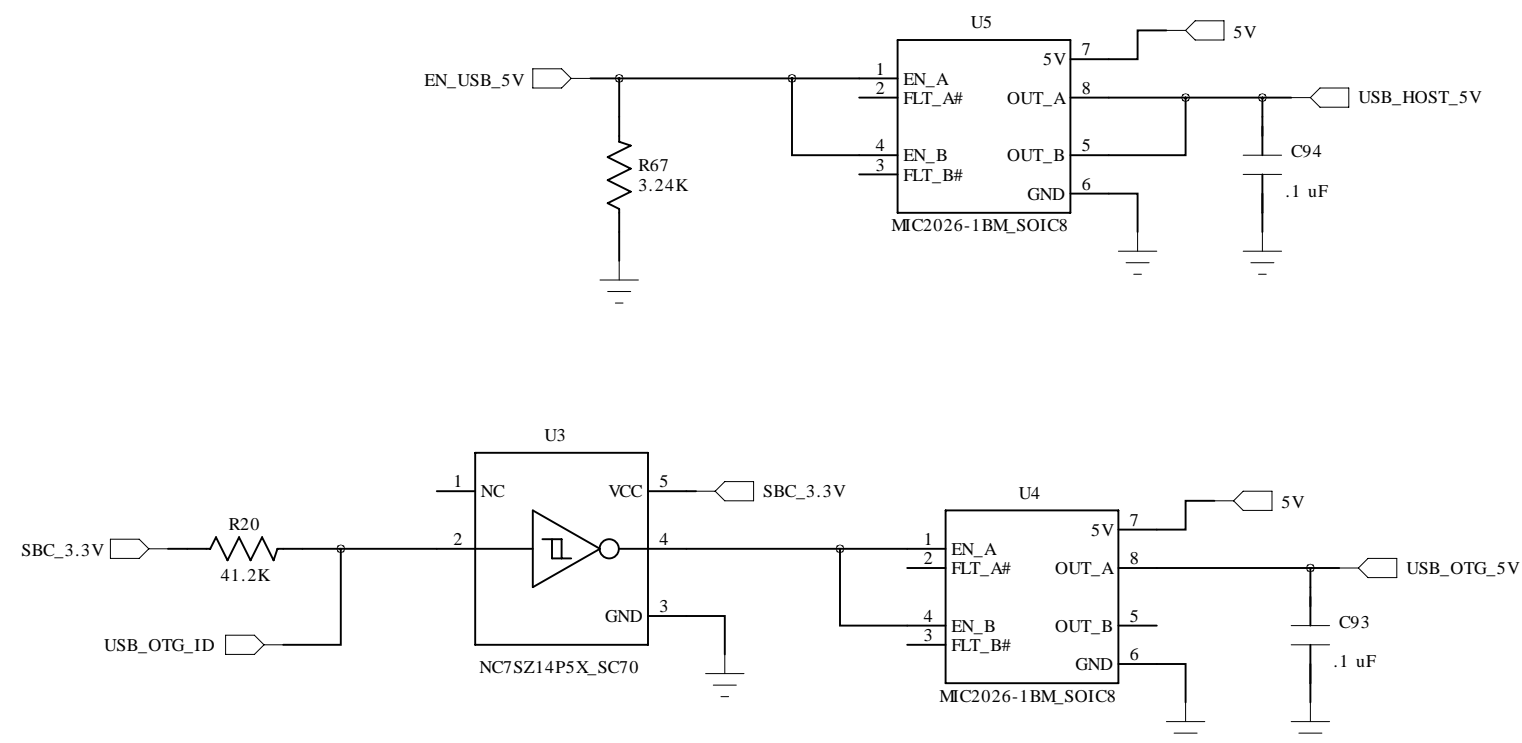 U5
5V
EN_USB_5V
1
EN_A
5V
7
2
FLT_A#
OUT_A
8
USB_HOST_5V
4
EN_B
OUT_B
5
3
FLT_B#
GND
6
R67
3.24K
C94
.1 uF
MIC2026-1BM_SOIC8
U3
1
NC
VCC
5
SBC_3.3V
SBC_3.3V
R20
41.2K
2
4
GND
3
USB_OTG_ID
NC7SZ14P5X_SC70
U4
5V
7
5V
1
EN_A
2
FLT_A#
OUT_A
8
USB_OTG_5V
4
EN_B
OUT_B
5
3
FLT_B#
GND
6
C93
.1 uF
MIC2026-1BM_SOIC8